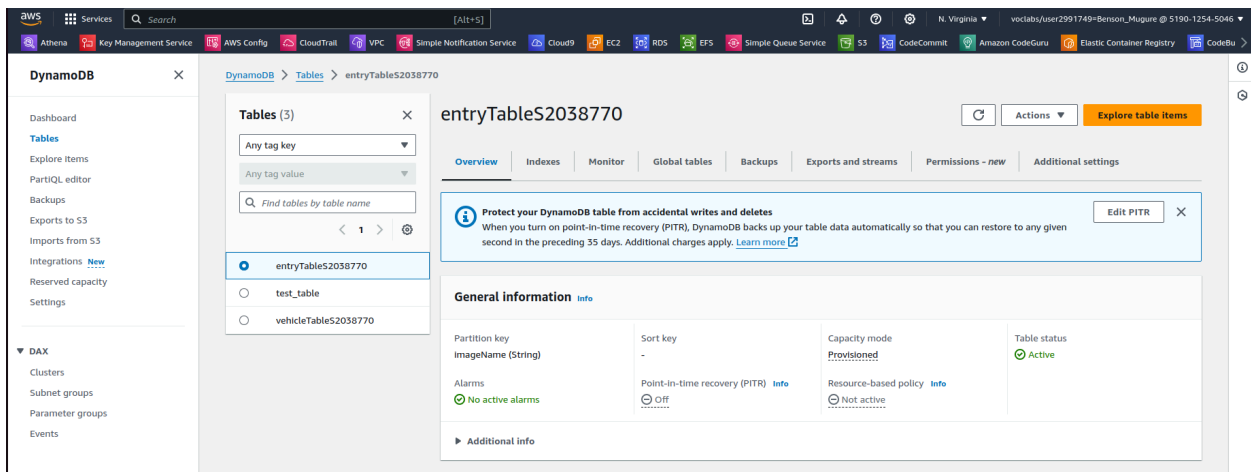 aws Services Search [Alt+S] N. Virginia voclabs/user2991749=Benson_Mugure @ 5190-1254-5046
Athena Key Management Service AWS Config CloudTrail VPC Simple Notification Service Cloud9 EC2 RDS EFS Simple Queue Service S3 CodeCommit Amazon CodeGuru Elastic Container Registry CodeBu
DynamoDB
Dashboard
Tables
Explore items
PartiQL editor
Backups
Exports to S3
Imports from S3
Integrations New
Reserved capacity
Settings
DAX
Clusters
Subnet groups
Parameter groups
Events
DynamoDB > Tables > entryTableS2038770
Tables (3)
Any tag key
Any tag value
Find tables by table name
1
entryTableS2038770
test_table
vehicleTableS2038770
entryTableS2038770
Actions Explore table items
Overview Indexes Monitor Global tables Backups Exports and streams Permissions - new Additional settings
Protect your DynamoDB table from accidental writes and deletes
When you turn on point-in-time recovery (PITR), DynamoDB backs up your table data automatically so that you can restore to any given
second in the preceding 35 days. Additional charges apply. Learn more
Edit PITR
General information Info
Partition key
imageName (String)
Sort key
-
Capacity mode
Provisioned
Table status
Active
Alarms
No active alarms
Point-in-time recovery (PITR) Info
Off
Resource-based policy Info
Not active
Additional info